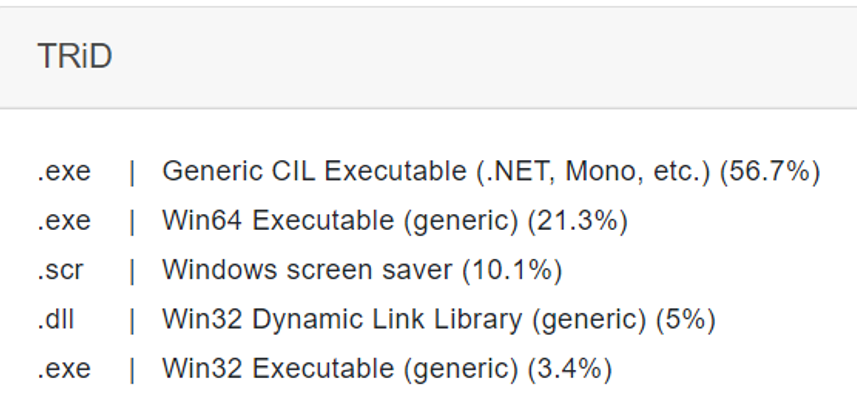 TRiD
.exe | Generic CIL Executable (.NET, Mono, etc.) (56.7%)
.exe | Win64 Executable (generic) (21.3%)
.scr | Windows screen saver (10.1%)
.dll | Win32 Dynamic Link Library (generic) (5%)
.exe | Win32 Executable (generic) (3.4%)